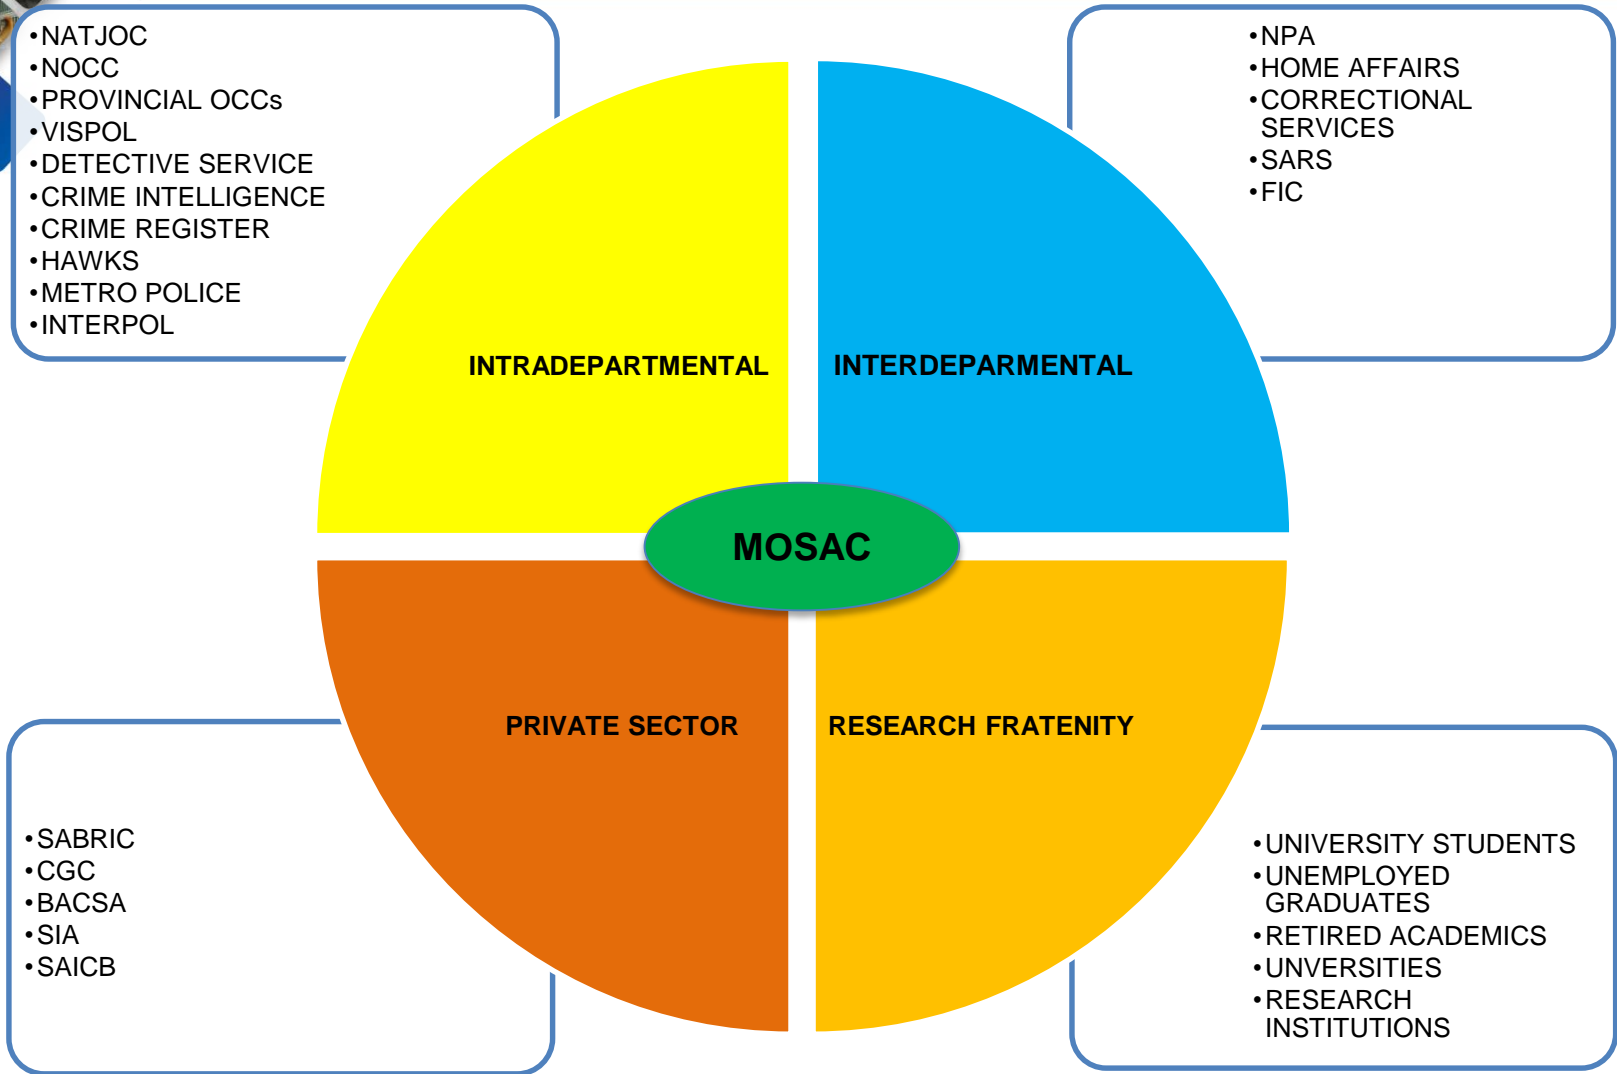 •NATJOC
•NOCC
•PROVINCIAL OCCs
•VISPOL
•DETECTIVE SERVICE
•CRIME INTELLIGENCE
•CRIME REGISTER
•HAWKS
•METRO POLICE
•INTERPOL
•NPA
•HOME AFFAIRS
•CORRECTIONAL
SERVICES
•SARS
•FIC
INTRADEPARTMENTAL
INTERDEPARMENTAL
MOSAC
PRIVATE SECTOR
RESEARCH FRATENITY
•SABRIC
•CGC
•BACSA
•SIA
•SAICB
•UNIVERSITY STUDENTS
•UNEMPLOYED
GRADUATES
•RETIRED ACADEMICS
•UNVERSITIES
•RESEARCH
INSTITUTIONS